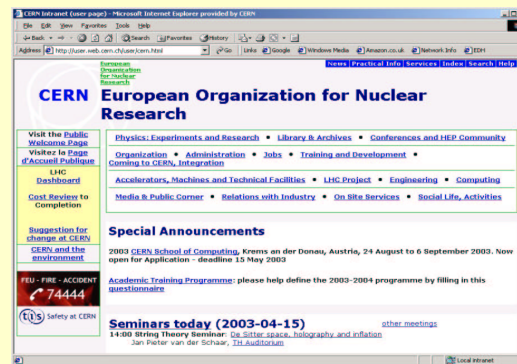 CERN Intranet (user page) - Microsoft Internet Explorer provided by CERN
File Edit View Favorites Tools Help
Back Search Favorites History
Address http://user.web.cern.ch/user/cern.html Go Links Google Windows Media Amazon.co.uk Network Info EDH
European
Organization
for Nuclear
Research
News | Practical Info | Services | Index | Search | Help
CERN
European Organization for Nuclear
Research
Visit the Public
Welcome Page
Visitez la Page
d'Accueil Publique
LHC
Dashboard
Cost Review to
Completion
Suggestion for
change at CERN
CERN and the
environment
FEU - FIRE - ACCIDENT
74444
tis Safety at CERN
Physics: Experiments and Research • Library & Archives • Conferences and HEP Community
Organization • Administration • Jobs • Training and Development •
Coming to CERN, Integration
Accelerators, Machines and Technical Facilities • LHC Project • Engineering • Computing
Media & Public Corner • Relations with Industry • On Site Services • Social Life, Activities
Special Announcements
2003 CERN School of Computing, Krems an der Donau, Austria, 24 August to 6 September 2003. Now
open for Application - deadline 15 May 2003
Academic Training Programme: please help define the 2003-2004 programme by filling in this
questionnaire
Seminars today (2003-04-15) other meetings
14:00 String Theory Seminar: De Sitter space, holography and inflation
Jan Pieter van der Schaar, TH Auditorium
Local intranet